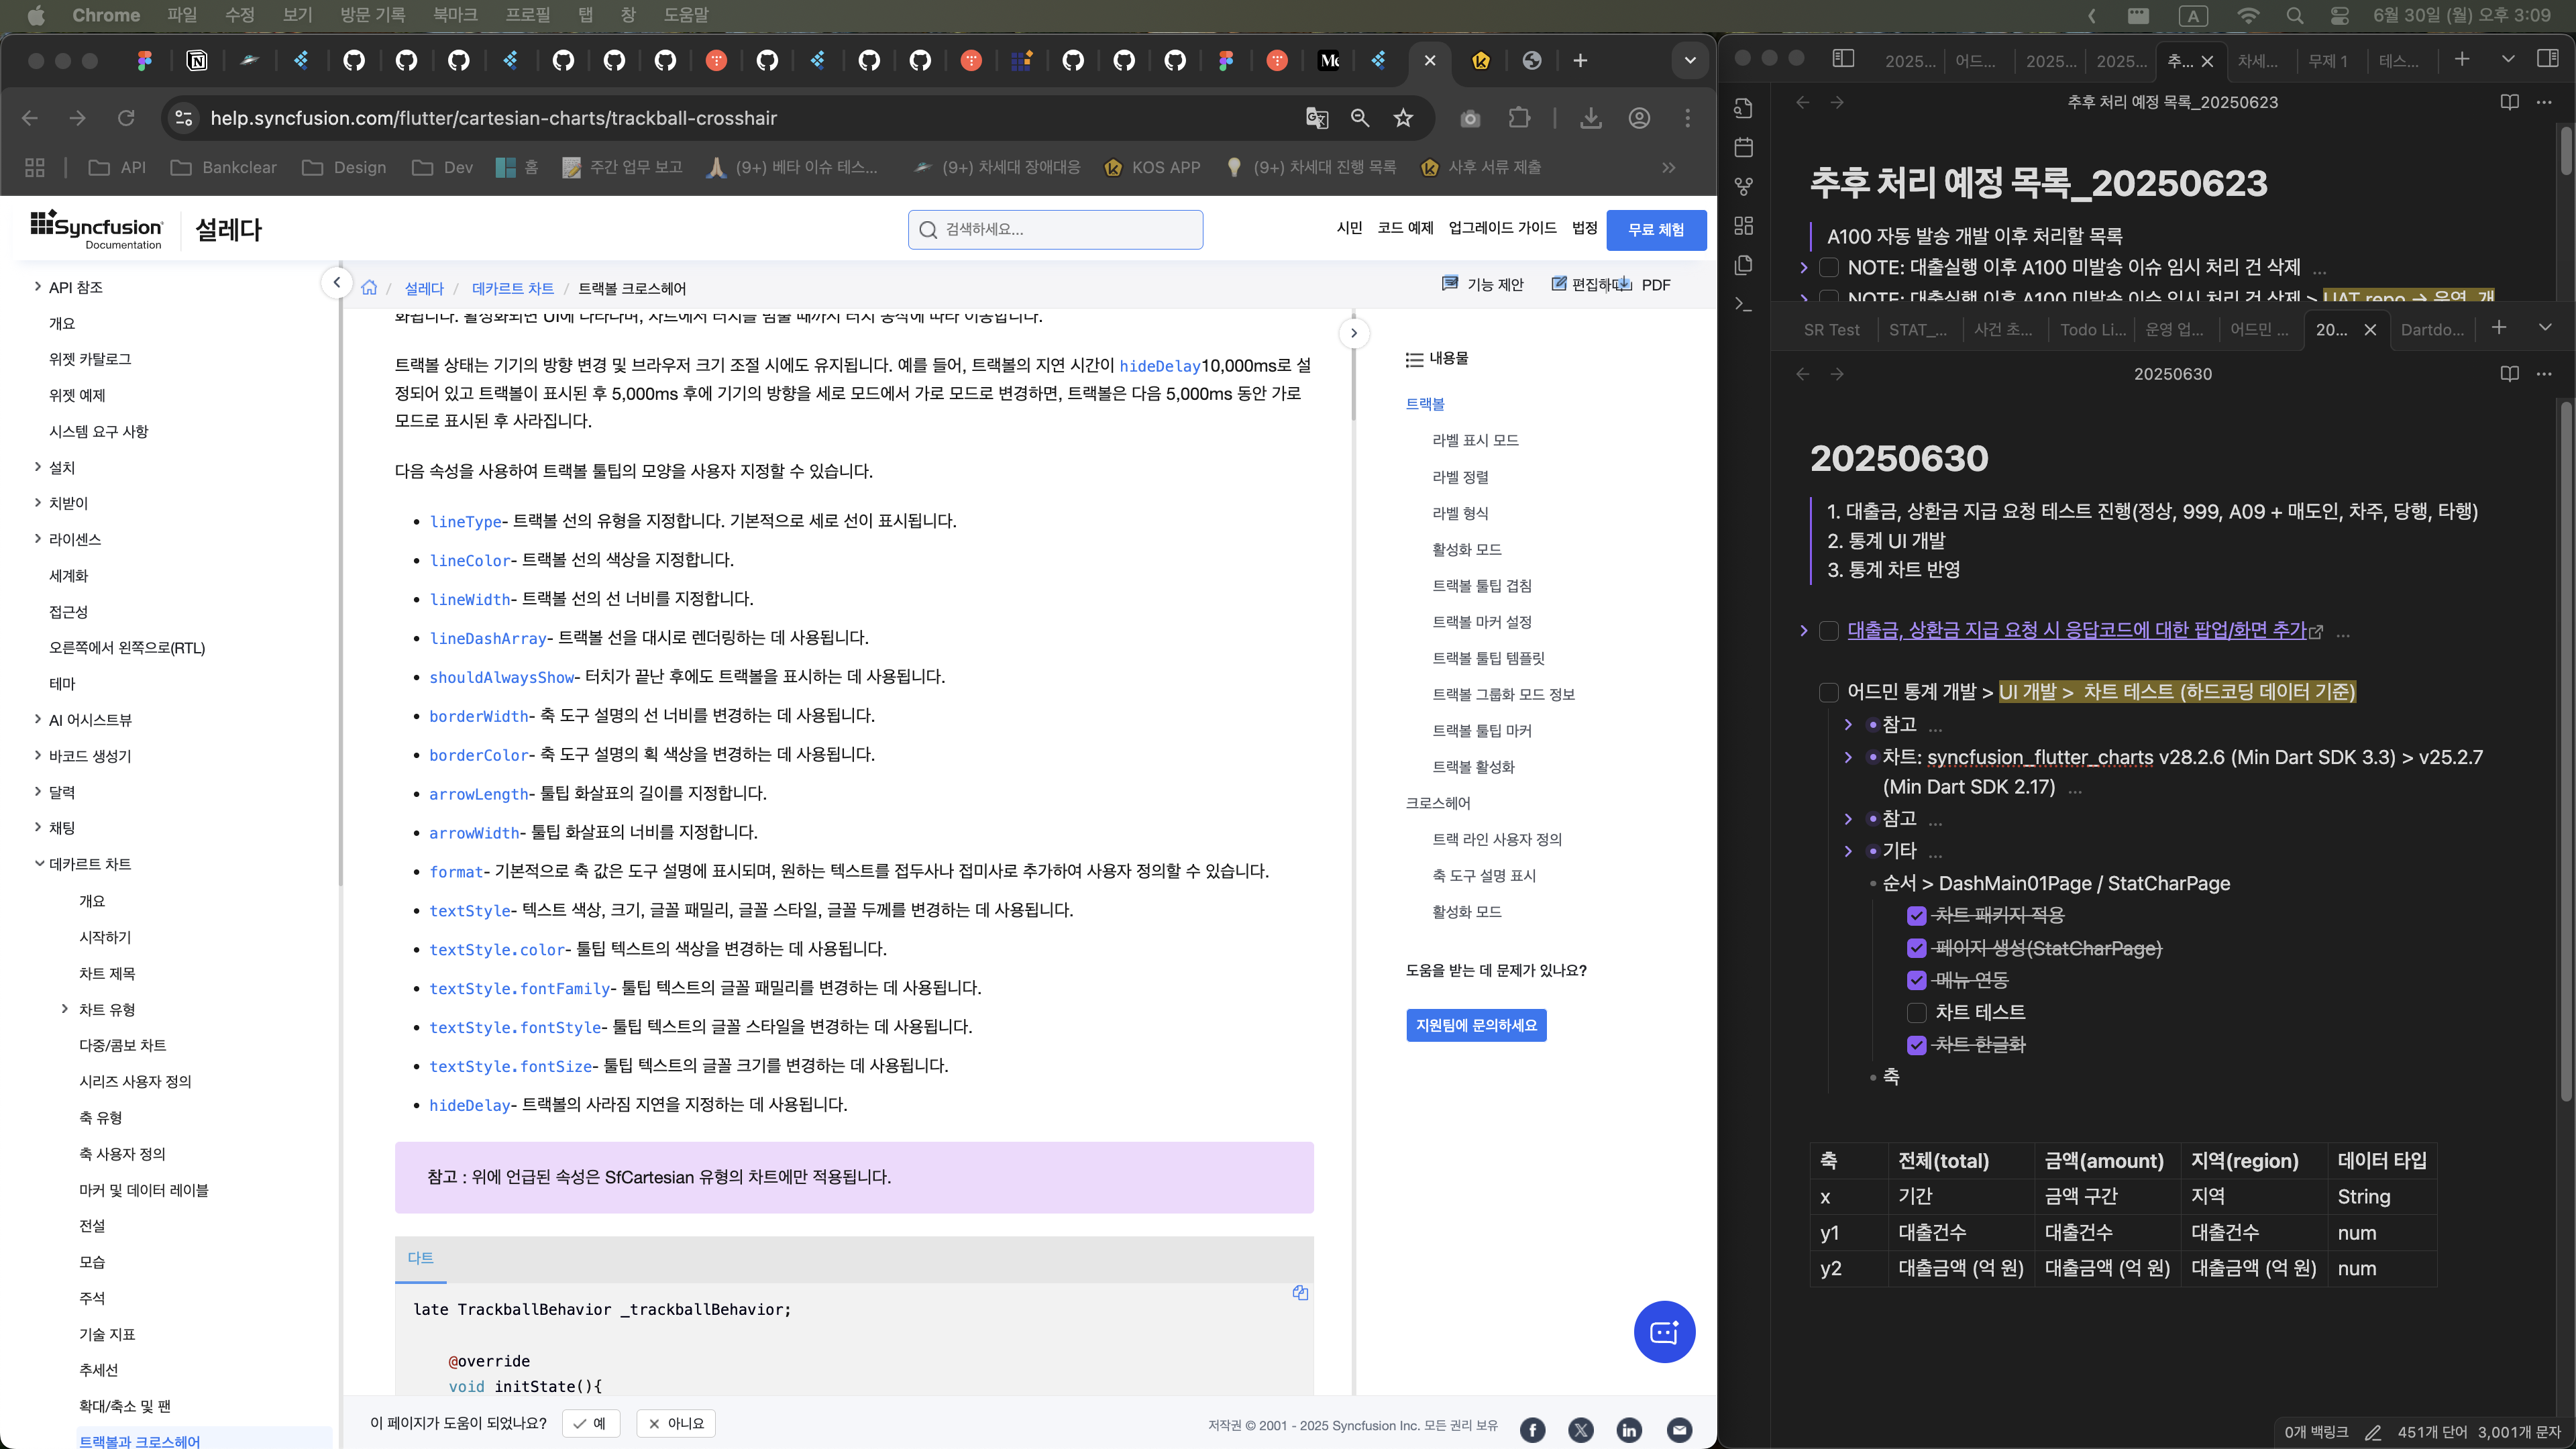 Chrome 파일 수정 보기 방문 기록 북마크 프로필 탭 창 도움말
A 6월 30일 (월) 오후 3:09
help.syncfusion.com/flutter/cartesian-charts/trackball-crosshair
API Bankclear Design Dev 홈 주간 업무 보고 (9+) 베타 이슈 테스... (9+) 차세대 장애대응 KOS APP (9+) 차세대 진행 목록 사후 서류 제출
Syncfusion
Documentation
설레다
검색하세요...
시민 코드 예제 업그레이드 가이드 법정 무료 체험
API 참조
개요
위젯 카탈로그
위젯 예제
시스템 요구 사항
설치
치받이
라이센스
세계화
접근성
오른쪽에서 왼쪽으로(RTL)
테마
AI 어시스트뷰
바코드 생성기
달력
채팅
데카르트 차트
개요
시작하기
차트 제목
차트 유형
다중/콤보 차트
시리즈 사용자 정의
축 유형
축 사용자 정의
마커 및 데이터 레이블
전설
모습
주석
기술 지표
추세선
확대/축소 및 팬
트랙볼과 크로스헤어
/ 설레다 / 데카르트 차트 / 트랙볼 크로스헤어
기능 제안 편집하다 PDF
화됩니다. 활성화되면 UI에 나타나며, 차트에서 터치를 멈출 때까지 터치 동작에 따라 이동합니다.
트랙볼 상태는 기기의 방향 변경 및 브라우저 크기 조절 시에도 유지됩니다. 예를 들어, 트랙볼의 지연 시간이 hideDelay10,000ms로 설
정되어 있고 트랙볼이 표시된 후 5,000ms 후에 기기의 방향을 세로 모드에서 가로 모드로 변경하면, 트랙볼은 다음 5,000ms 동안 가로
모드로 표시된 후 사라집니다.
다음 속성을 사용하여 트랙볼 툴팁의 모양을 사용자 지정할 수 있습니다.
• lineType- 트랙볼 선의 유형을 지정합니다. 기본적으로 세로 선이 표시됩니다.
• lineColor- 트랙볼 선의 색상을 지정합니다.
• lineWidth- 트랙볼 선의 선 너비를 지정합니다.
• lineDashArray- 트랙볼 선을 대시로 렌더링하는 데 사용됩니다.
• shouldAlwaysShow- 터치가 끝난 후에도 트랙볼을 표시하는 데 사용됩니다.
• borderWidth- 축 도구 설명의 선 너비를 변경하는 데 사용됩니다.
• borderColor- 축 도구 설명의 획 색상을 변경하는 데 사용됩니다.
• arrowLength- 툴팁 화살표의 길이를 지정합니다.
• arrowWidth- 툴팁 화살표의 너비를 지정합니다.
• format- 기본적으로 축 값은 도구 설명에 표시되며, 원하는 텍스트를 접두사나 접미사로 추가하여 사용자 정의할 수 있습니다.
• textStyle- 텍스트 색상, 크기, 글꼴 패밀리, 글꼴 스타일, 글꼴 두께를 변경하는 데 사용됩니다.
• textStyle.color- 툴팁 텍스트의 색상을 변경하는 데 사용됩니다.
• textStyle.fontFamily- 툴팁 텍스트의 글꼴 패밀리를 변경하는 데 사용됩니다.
• textStyle.fontStyle- 툴팁 텍스트의 글꼴 스타일을 변경하는 데 사용됩니다.
• textStyle.fontSize- 툴팁 텍스트의 글꼴 크기를 변경하는 데 사용됩니다.
• hideDelay- 트랙볼의 사라짐 지연을 지정하는 데 사용됩니다.
참고 : 위에 언급된 속성은 SfCartesian 유형의 차트에만 적용됩니다.
다트
late TrackballBehavior _trackballBehavior;
@override
void initState(){
내용물
트랙볼
라벨 표시 모드
라벨 정렬
라벨 형식
활성화 모드
트랙볼 툴팁 겹침
트랙볼 마커 설정
트랙볼 툴팁 템플릿
트랙볼 그룹화 모드 정보
트랙볼 툴팁 마커
트랙볼 활성화
크로스헤어
트랙 라인 사용자 정의
축 도구 설명 표시
활성화 모드
도움을 받는 데 문제가 있나요?
지원팀에 문의하세요
이 페이지가 도움이 되었나요? 예 아니요
저작권 © 2001 - 2025 Syncfusion Inc. 모든 권리 보유
2025... 어드... 2025... 2025... 추... 차세... 무제 1 테스...
추후 처리 예정 목록_20250623
추후 처리 예정 목록_20250623
A100 자동 발송 개발 이후 처리할 목록
NOTE: 대출실행 이후 A100 미발송 이슈 임시 처리 건 삭제 ...
NOTE: 대출실행 이후 A100 미발송 이슈 임시 처리 건 삭제 > UAT repo → 운영, 개
SR Test STAT_... 사건 초... Todo Li... 운영 업... 어드민 ... 20... Dartdo...
20250630
20250630
1. 대출금, 상환금 지급 요청 테스트 진행(정상, 999, A09 + 매도인, 차주, 당행, 타행)
2. 통계 UI 개발
3. 통계 차트 반영
대출금, 상환금 지급 요청 시 응답코드에 대한 팝업/화면 추가 ...
어드민 통계 개발 > UI 개발 > 차트 테스트 (하드코딩 데이터 기준)
• 참고 ...
• 차트: syncfusion_flutter_charts v28.2.6 (Min Dart SDK 3.3) > v25.2.7
(Min Dart SDK 2.17) ...
• 참고 ...
• 기타 ...
• 순서 > DashMain01Page / StatCharPage
차트 패키지 적용
페이지 생성(StatCharPage)
메뉴 연동
차트 테스트
차트 한글화
• 축
축 전체(total) 금액(amount) 지역(region) 데이터 타입
x 기간 금액 구간 지역 String
y1 대출건수 대출건수 대출건수 num
y2 대출금액 (억 원) 대출금액 (억 원) 대출금액 (억 원) num
0개 백링크 451개 단어 3,001개 문자